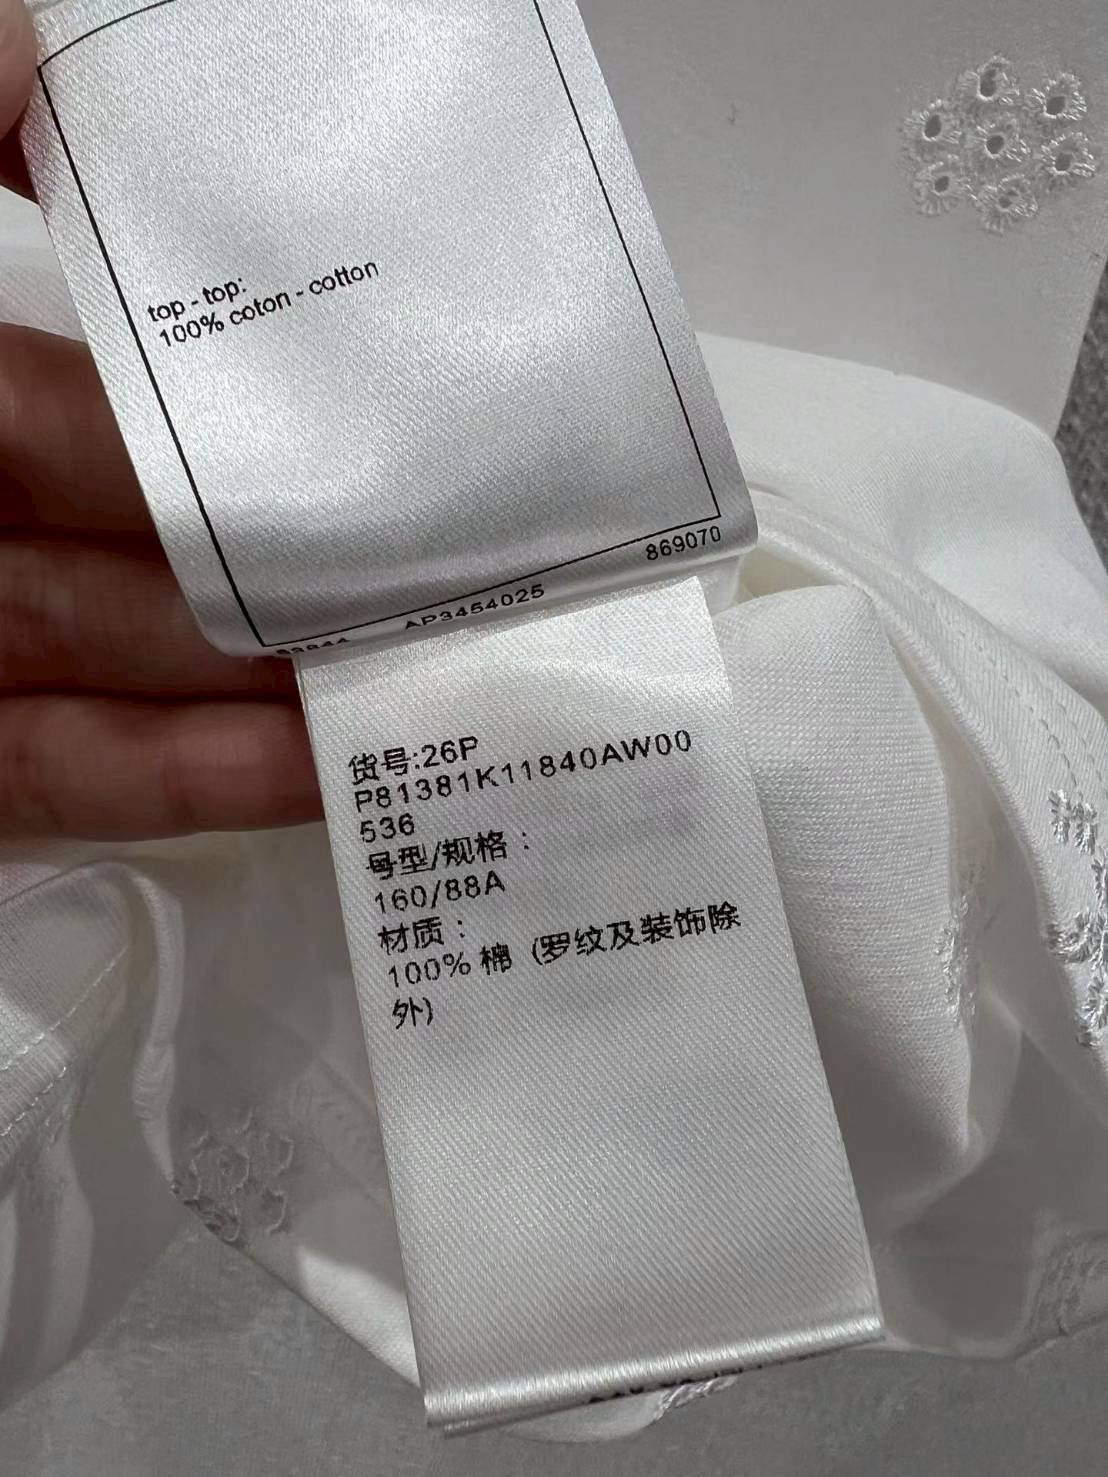 top - top:
100% coton - cotton
869070
AP3454025
货号:26P
P81381K11840AW00
536
号型/规格：
160/88A
材质：
100% 棉 (罗纹及装饰除
外)